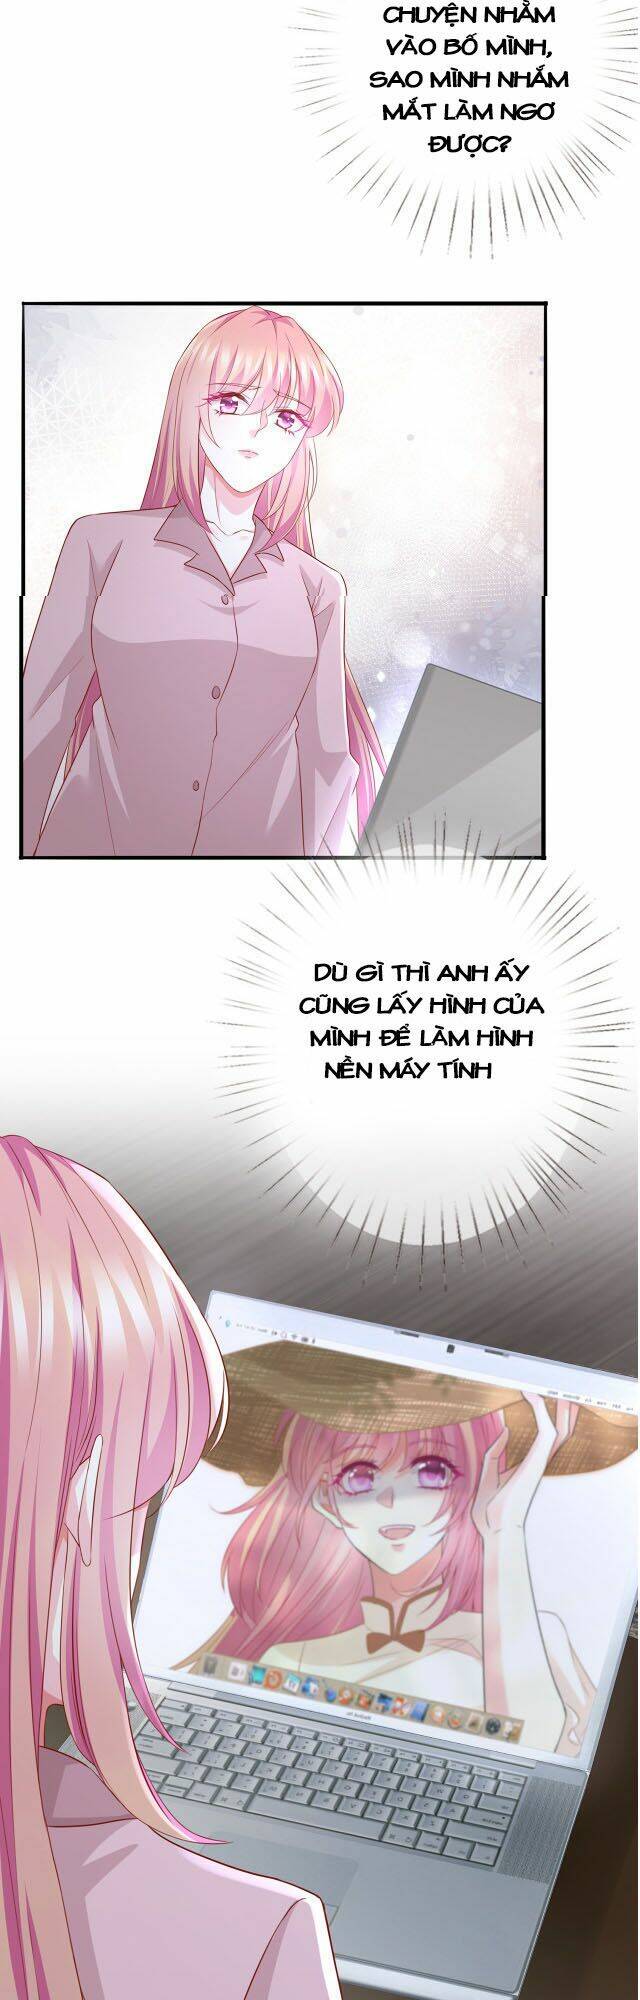 CHUYỆN NHẰM
VÀO BỐ MÌNH,
SAO MÌNH NHẮM
MẮT LÀM NGƠ
ĐƯỢC?
DÙ GÌ THÌ ANH ẤY
CŨNG LẤY HÌNH CỦA
MÌNH ĐỂ LÀM HÌNH
NỀN MÁY TÍNH